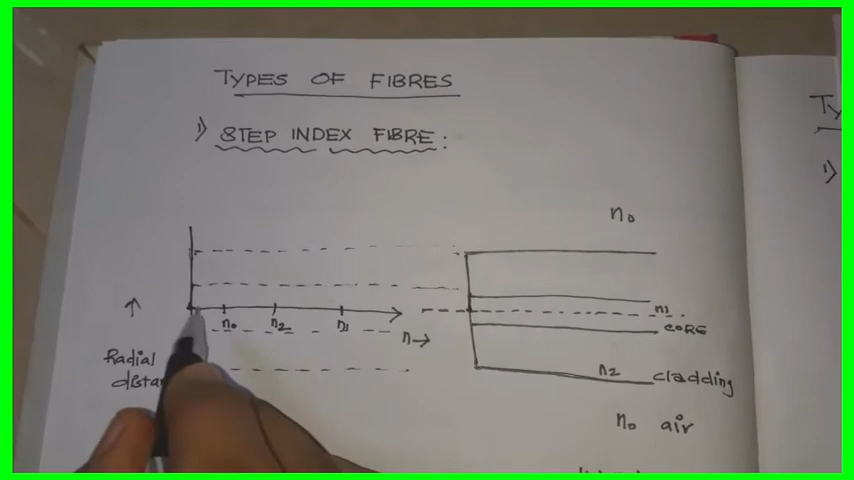 TYPES OF FIBRES
1) STEP INDEX FIBRE :
n0
n0 n2 n1
n→
↑
Radial
n1
CORE
n2 cladding
n0 air
1)